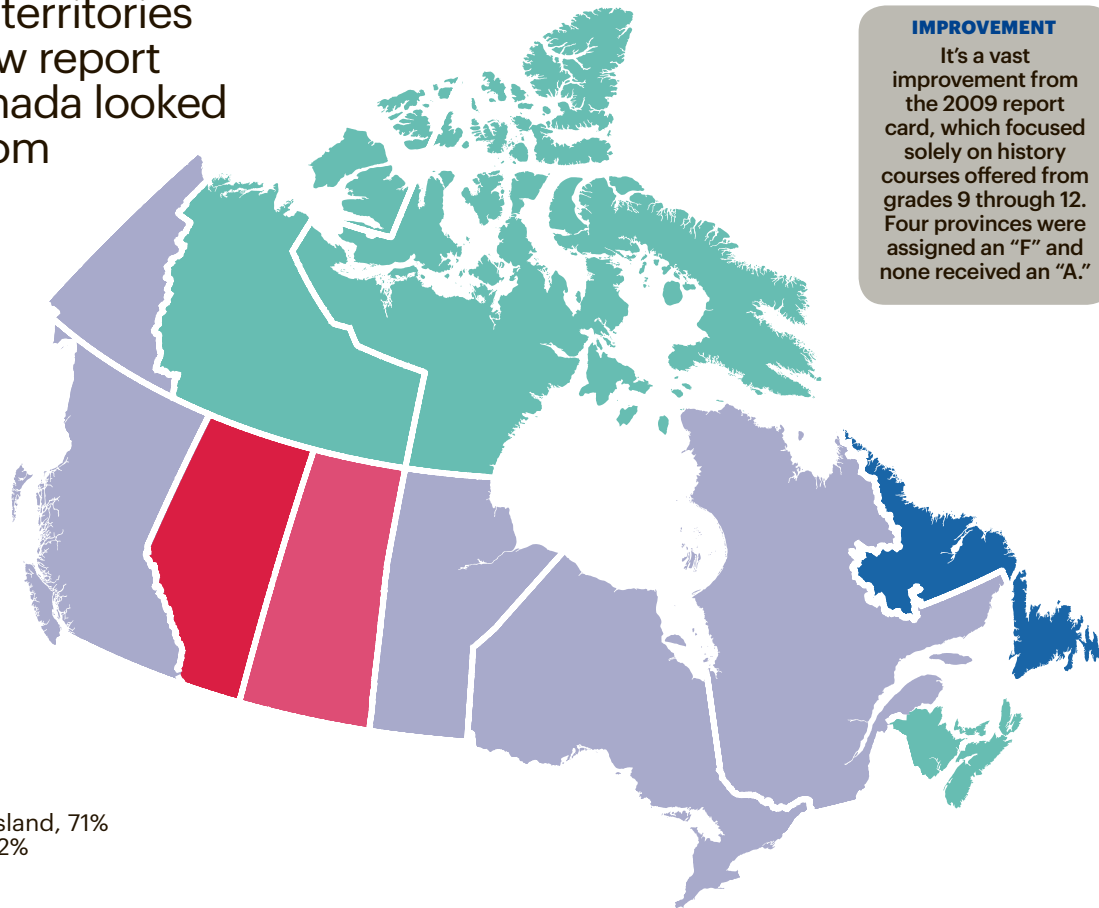 territories
w report
nada looked
om
IMPROVEMENT
It’s a vast
improvement from
the 2009 report
card, which focused
solely on history
courses offered from
grades 9 through 12.
Four provinces were
assigned an “F” and
none received an “A.”
sland, 71%
2%